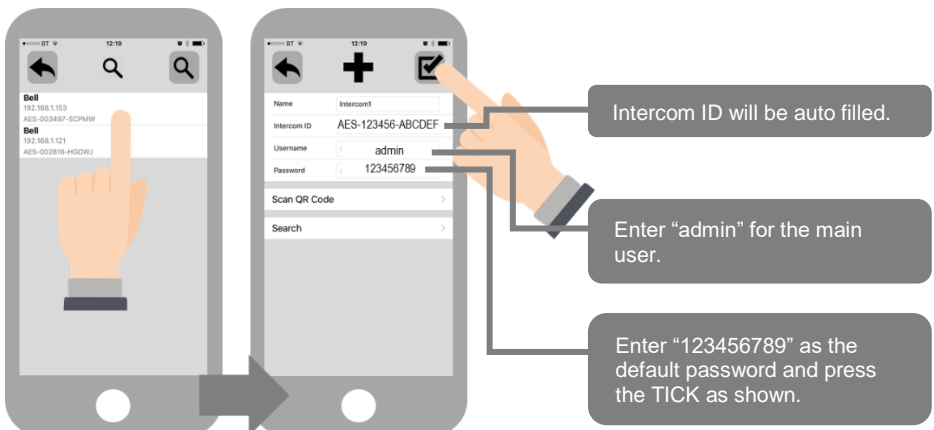 BT 12:19
Bell
192.168.1.153
AES-003497-SCPMW
Bell
192.168.1.121
AES-002816-HGDWJ
BT 12:19
Name Intercom1
Intercom ID AES-123456-ABCDEF
Username admin
Password 123456789
Scan QR Code
Search
Intercom ID will be auto filled.
Enter “admin” for the main
user.
Enter “123456789” as the
default password and press
the TICK as shown.